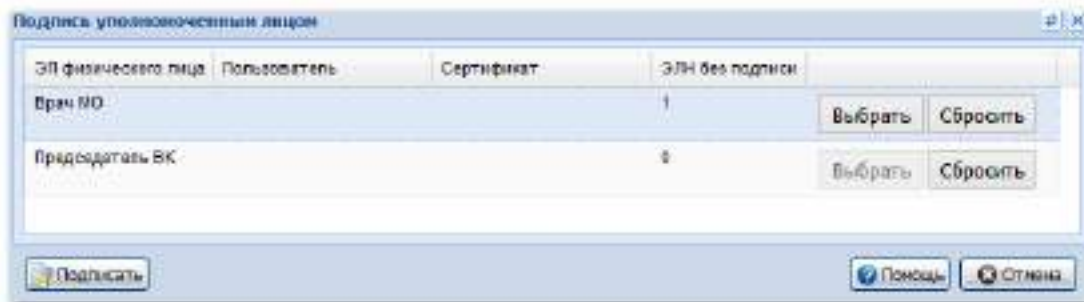 Подпись уполномоченным лицом
ЭП физического лица Пользователь Сертификат ЭЛН без подписи
Врач МО 1 Выбрать Сбросить
Председатель ВК 0 Выбрать Сбросить
Подписать Помощь Отмена